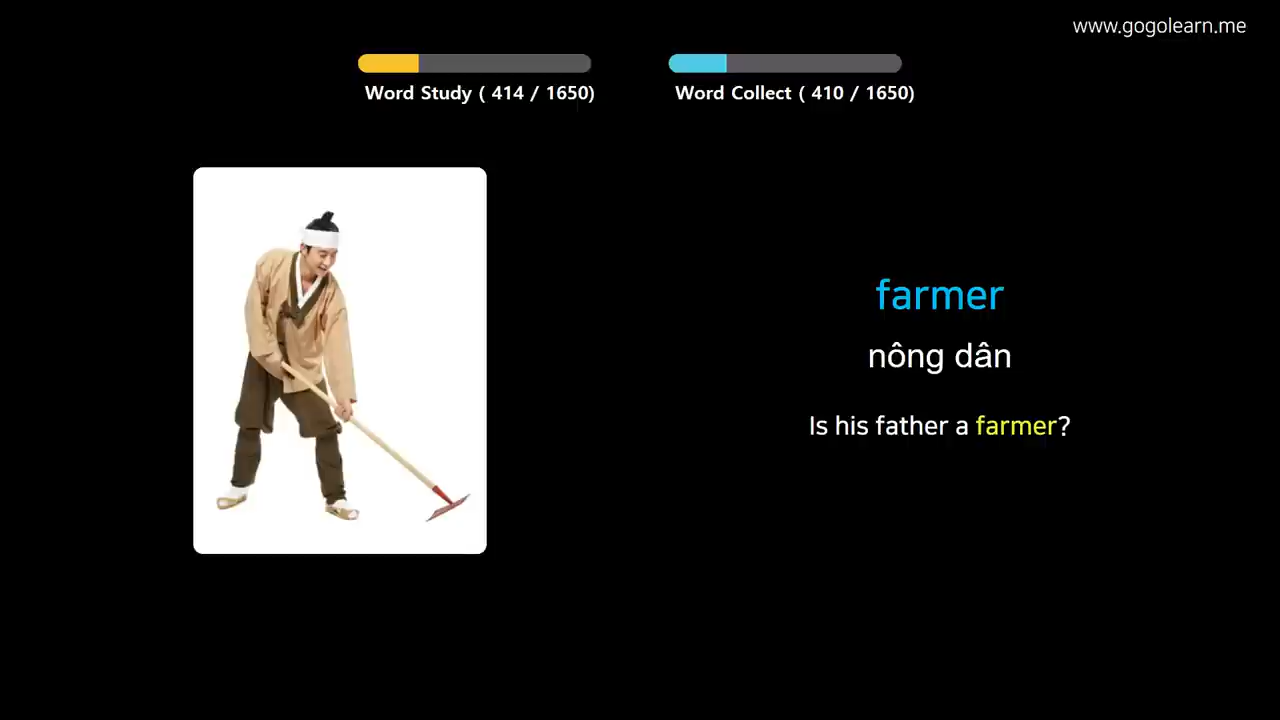 www.gogolearn.me
Word Study ( 414 / 1650)
Word Collect ( 410 / 1650)
farmer
nông dân
Is his father a farmer?